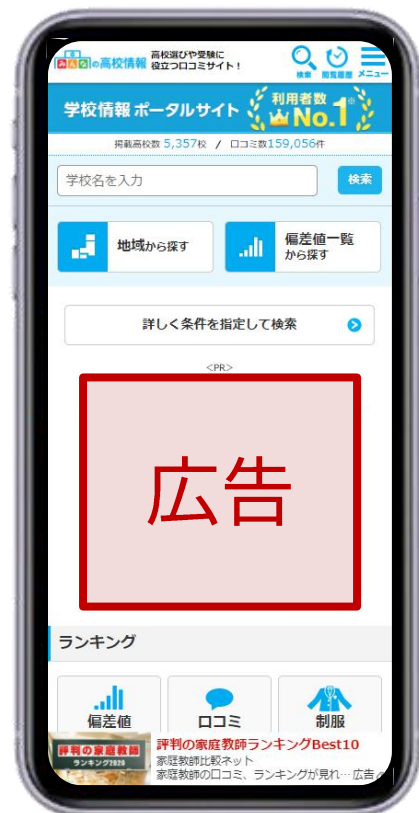 みんなの高校情報
高校選びや受験に
役立つ口コミサイト!
検索 閲覧履歴 メニュー
学校情報 ポータルサイト
利用者数
No.1※
掲載高校数 5,357校 / 口コミ数159,056件
学校名を入力
検索
地域から探す
偏差値一覧
から探す
詳しく条件を指定して検索
<PR>
広告
ランキング
偏差値
口コミ
制服
評判の家庭教師
ランキング2020
評判の家庭教師ランキングBest10
家庭教師比較ネット
家庭教師の口コミ、ランキングが見れ… 広告